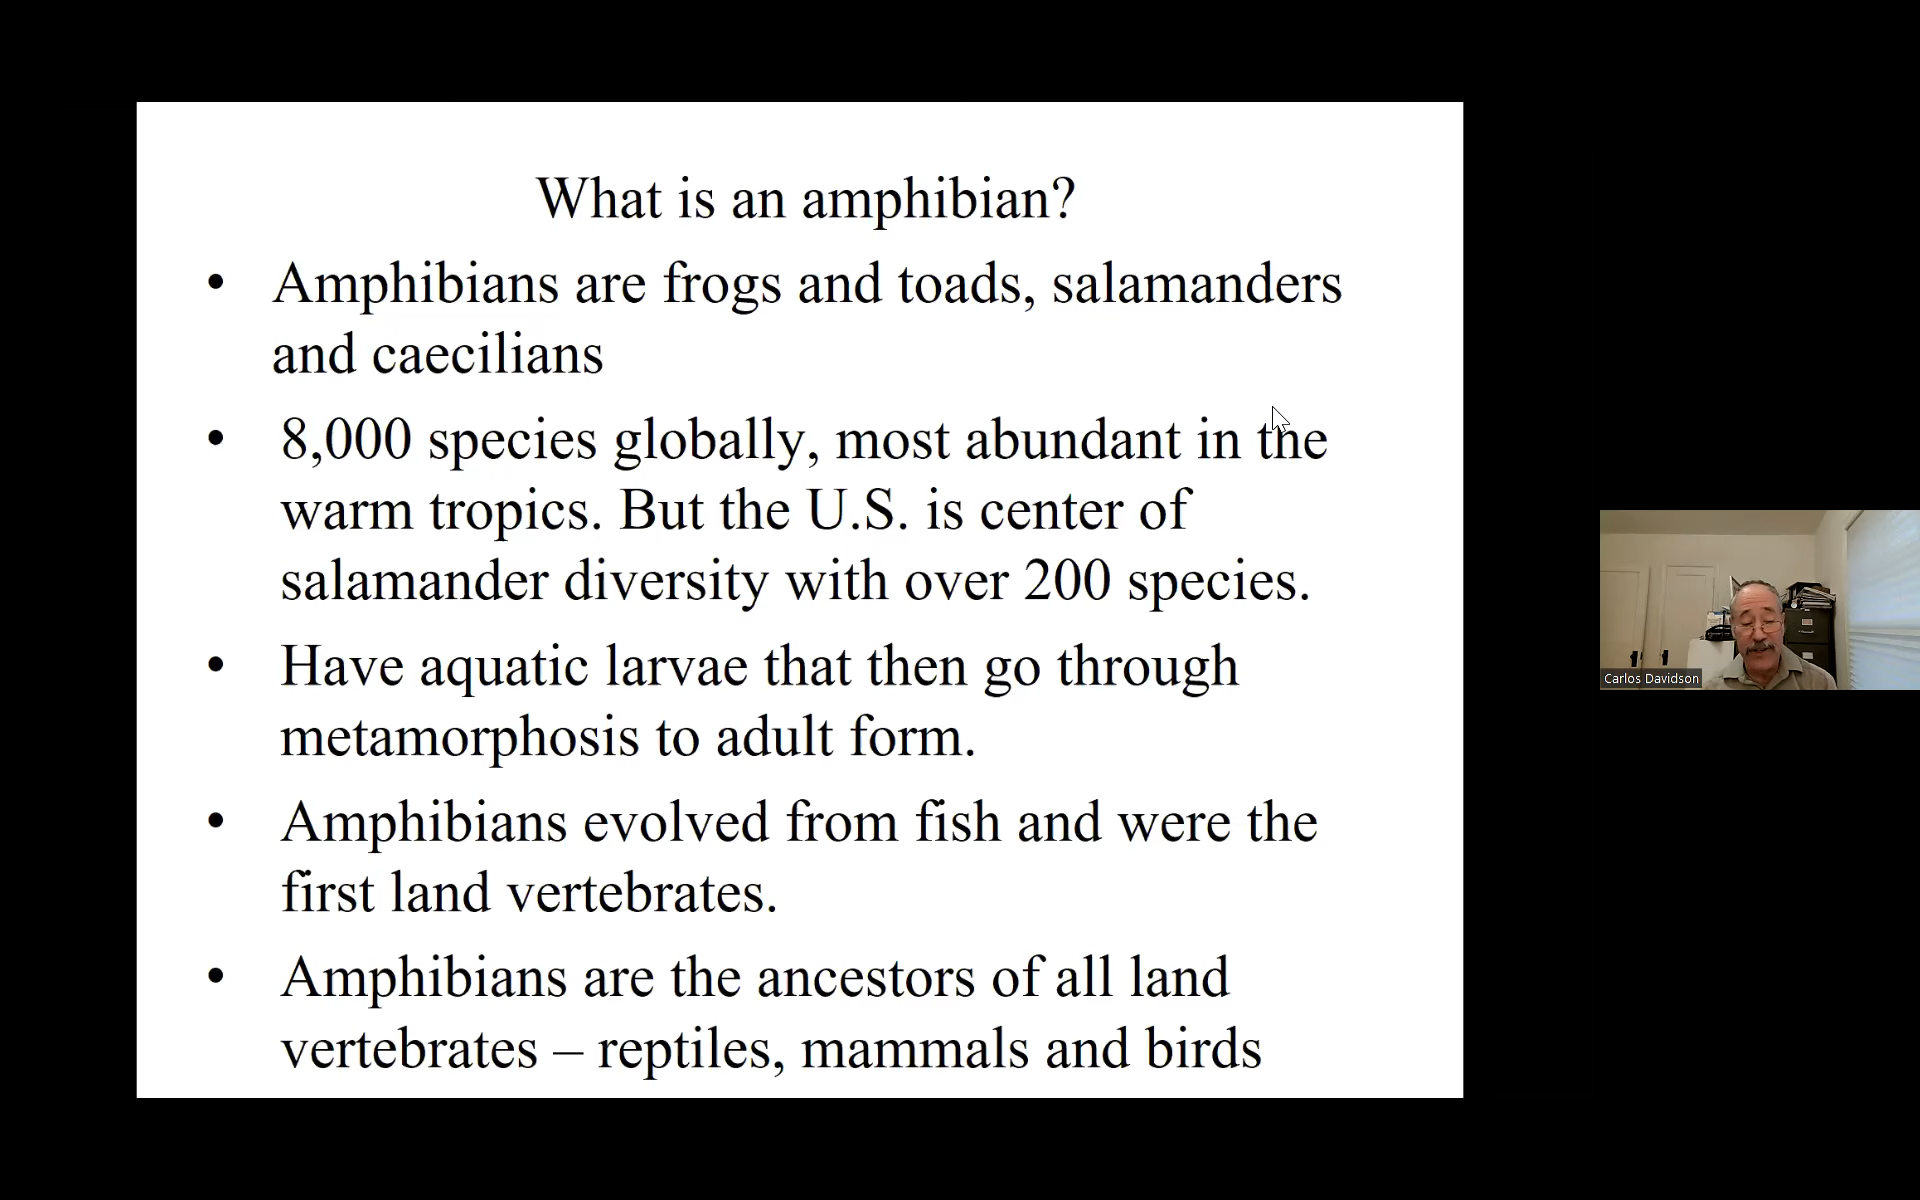 What is an amphibian?
• Amphibians are frogs and toads, salamanders
and caecilians
• 8,000 species globally, most abundant in the
warm tropics. But the U.S. is center of
salamander diversity with over 200 species.
• Have aquatic larvae that then go through
metamorphosis to adult form.
• Amphibians evolved from fish and were the
first land vertebrates.
• Amphibians are the ancestors of all land
vertebrates – reptiles, mammals and birds
Carlos Davidson